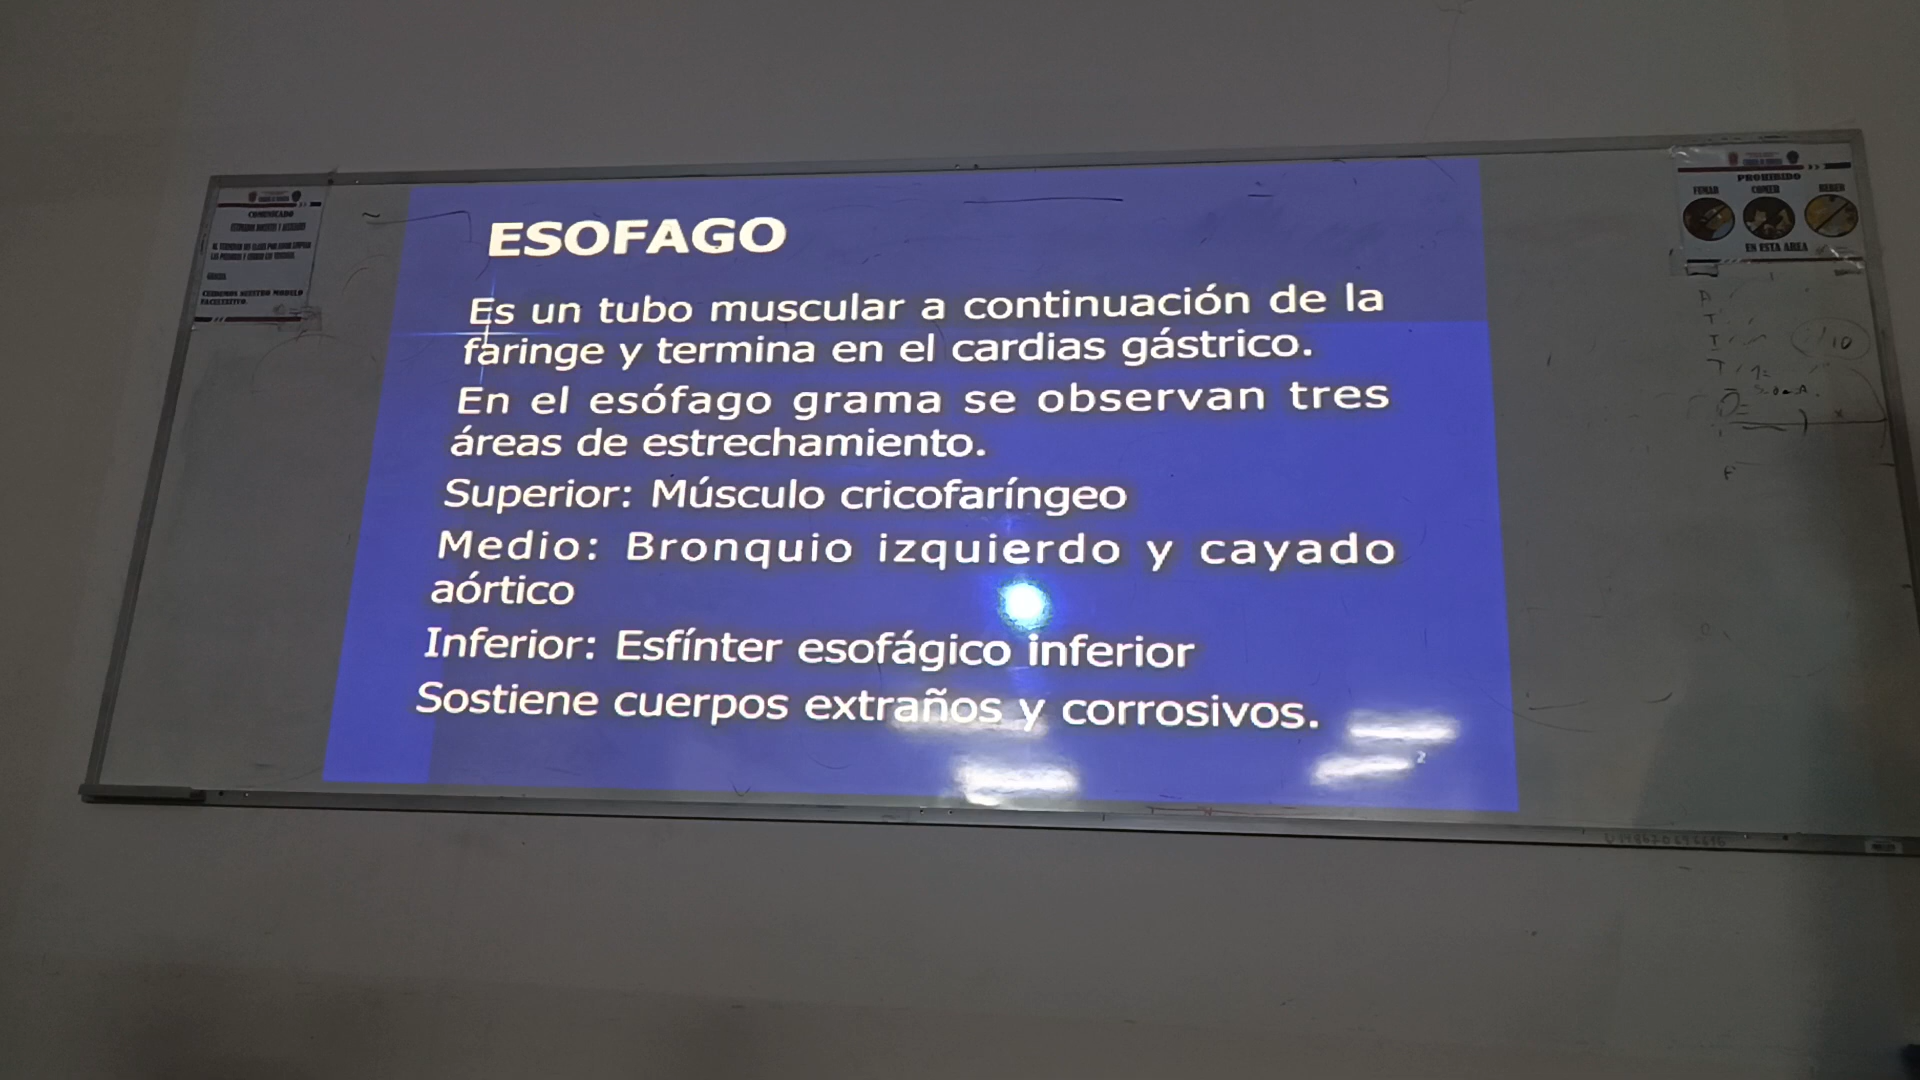 ESOFAGO
Es un tubo muscular a continuación de la
faringe y termina en el cardias gástrico.
En el esófago grama se observan tres
áreas de estrechamiento.
Superior: Músculo cricofaríngeo
Medio: Bronquio izquierdo y cayado
aórtico
Inferior: Esfínter esofágico inferior
Sostiene cuerpos extraños y corrosivos.
2
COMUNICADO
PROHIBIDO
FUMAR COMER BEBER
EN ESTA AREA